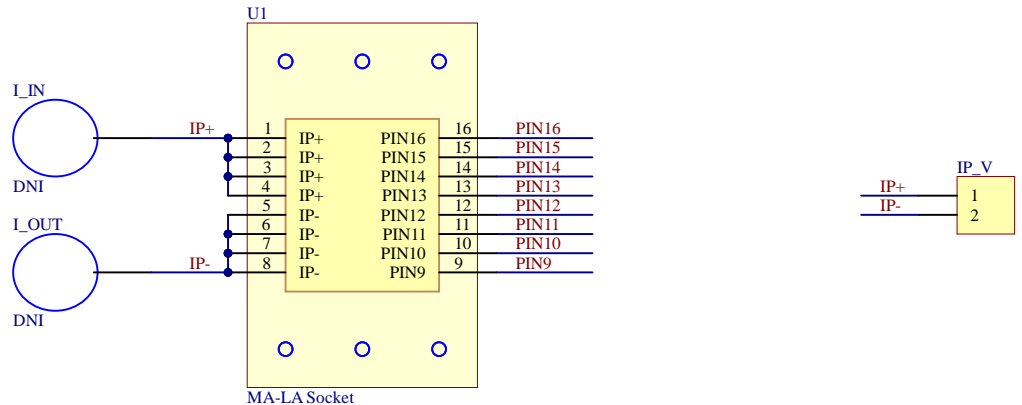 U1
I_IN
IP+ 1 IP+ PIN16 16 PIN16
2 IP+ PIN15 15 PIN15
3 IP+ PIN14 14 PIN14
4 IP+ PIN13 13 PIN13
DNI
5 IP- PIN12 12 PIN12
I_OUT
6 IP- PIN11 11 PIN11
7 IP- PIN10 10 PIN10
IP- 8 IP- PIN9 9 PIN9
DNI
MA-LA Socket
IP_V
IP+ 1
IP- 2